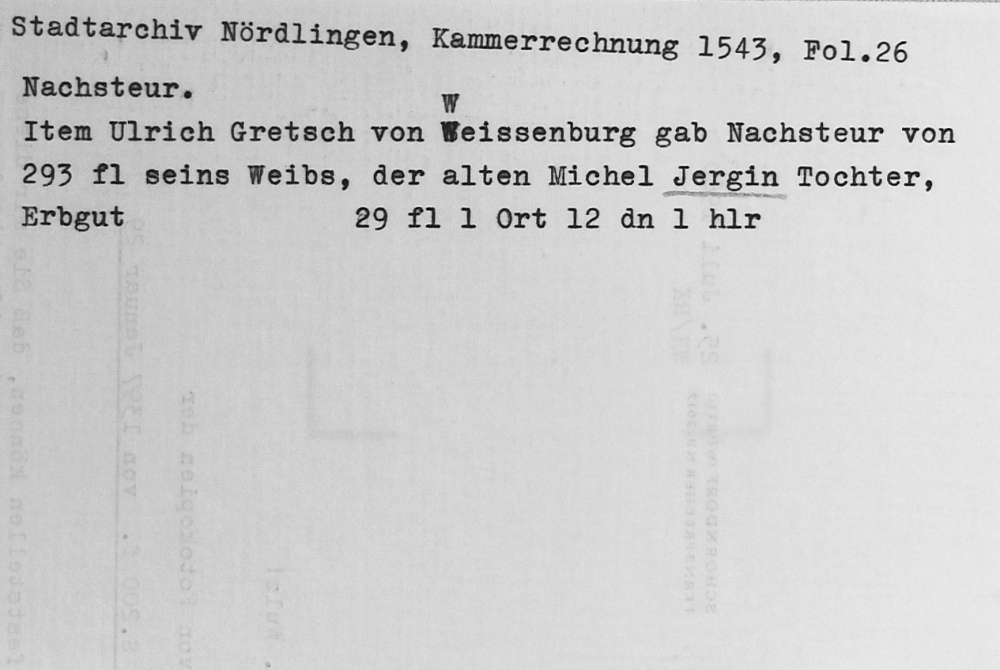 Stadtarchiv Nördlingen, Kammerrechnung 1543, Fol.26
Nachsteur.
W
Item Ulrich Gretsch von Weissenburg gab Nachsteur von
293 fl seins Weibs, der alten Michel Jergin Tochter,
Erbgut 29 fl 1 Ort 12 dn 1 hlr